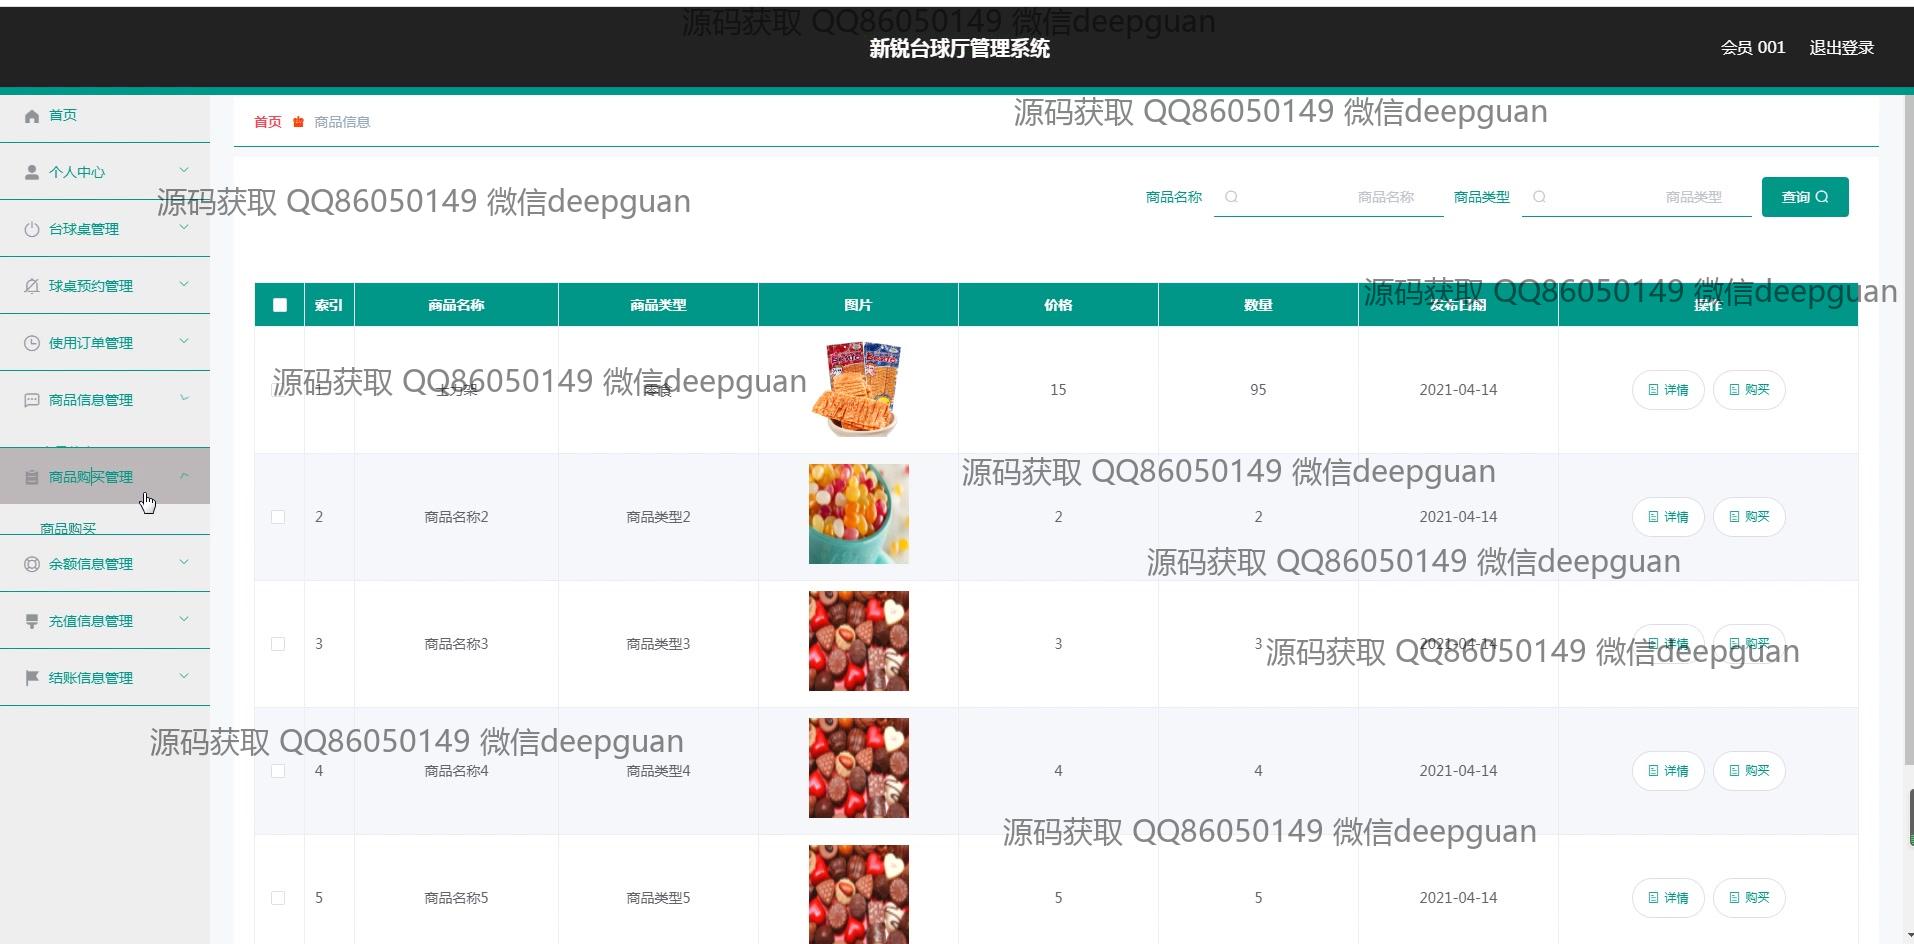 源码获取 QQ86050149 微信deepguan
新锐台球厅管理系统
会员 001 退出登录
首页
个人中心
台球桌管理
球桌预约管理
使用订单管理
商品信息管理
商品购买管理
商品购买
余额信息管理
充值信息管理
结账信息管理
首页 商品信息
源码获取 QQ86050149 微信deepguan
源码获取 QQ86050149 微信deepguan
商品名称 商品名称 商品类型 商品类型 查询
源码获取 QQ86050149 微信deepguan
索引 商品名称 商品类型 图片 价格 数量 发布日期 操作
源码获取 QQ86050149 微信deepguan
1 零食 15 95 2021-04-14 详情 购买
源码获取 QQ86050149 微信deepguan
2 商品名称2 商品类型2 2 2 2021-04-14 详情 购买
源码获取 QQ86050149 微信deepguan
3 商品名称3 商品类型3 3 3 2021-04-14 详情 购买
源码获取 QQ86050149 微信deepguan
源码获取 QQ86050149 微信deepguan
4 商品名称4 商品类型4 4 4 2021-04-14 详情 购买
源码获取 QQ86050149 微信deepguan
5 商品名称5 商品类型5 5 5 2021-04-14 详情 购买